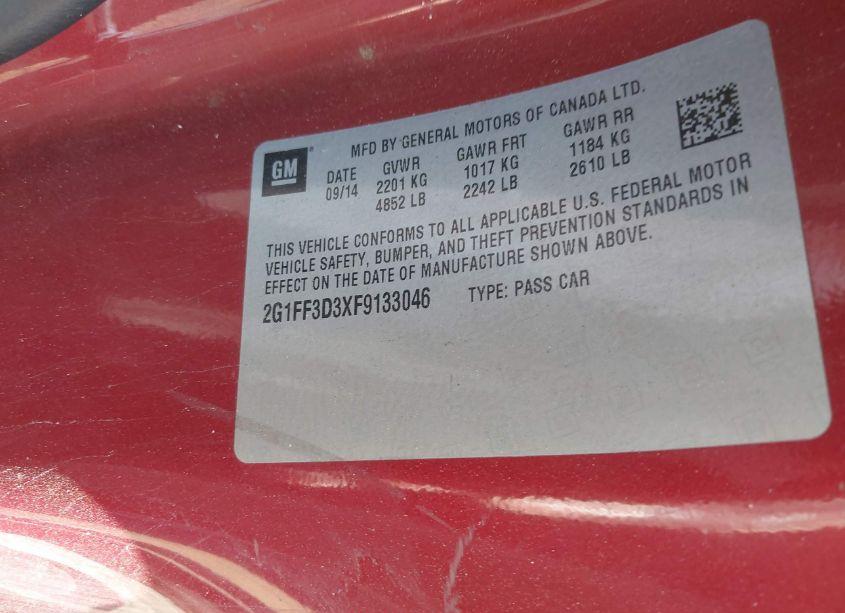 GM
MFD BY GENERAL MOTORS OF CANADA LTD.
DATE GVWR GAWR FRT GAWR RR
09/14 2201 KG 1017 KG 1184 KG
4852 LB 2242 LB 2610 LB
THIS VEHICLE CONFORMS TO ALL APPLICABLE U.S. FEDERAL MOTOR
VEHICLE SAFETY, BUMPER, AND THEFT PREVENTION STANDARDS IN
EFFECT ON THE DATE OF MANUFACTURE SHOWN ABOVE.
2G1FF3D3XF9133046 TYPE: PASS CAR